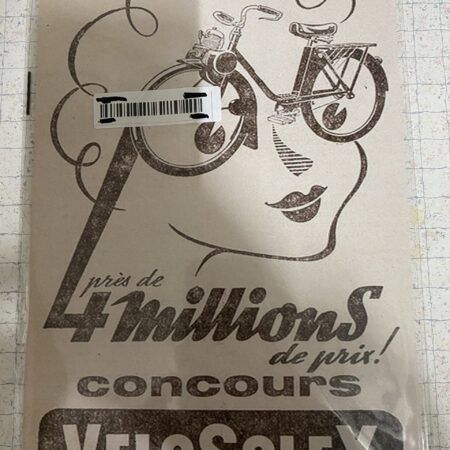 près de
4 millions
de prix!
concours
VELOSOLEX